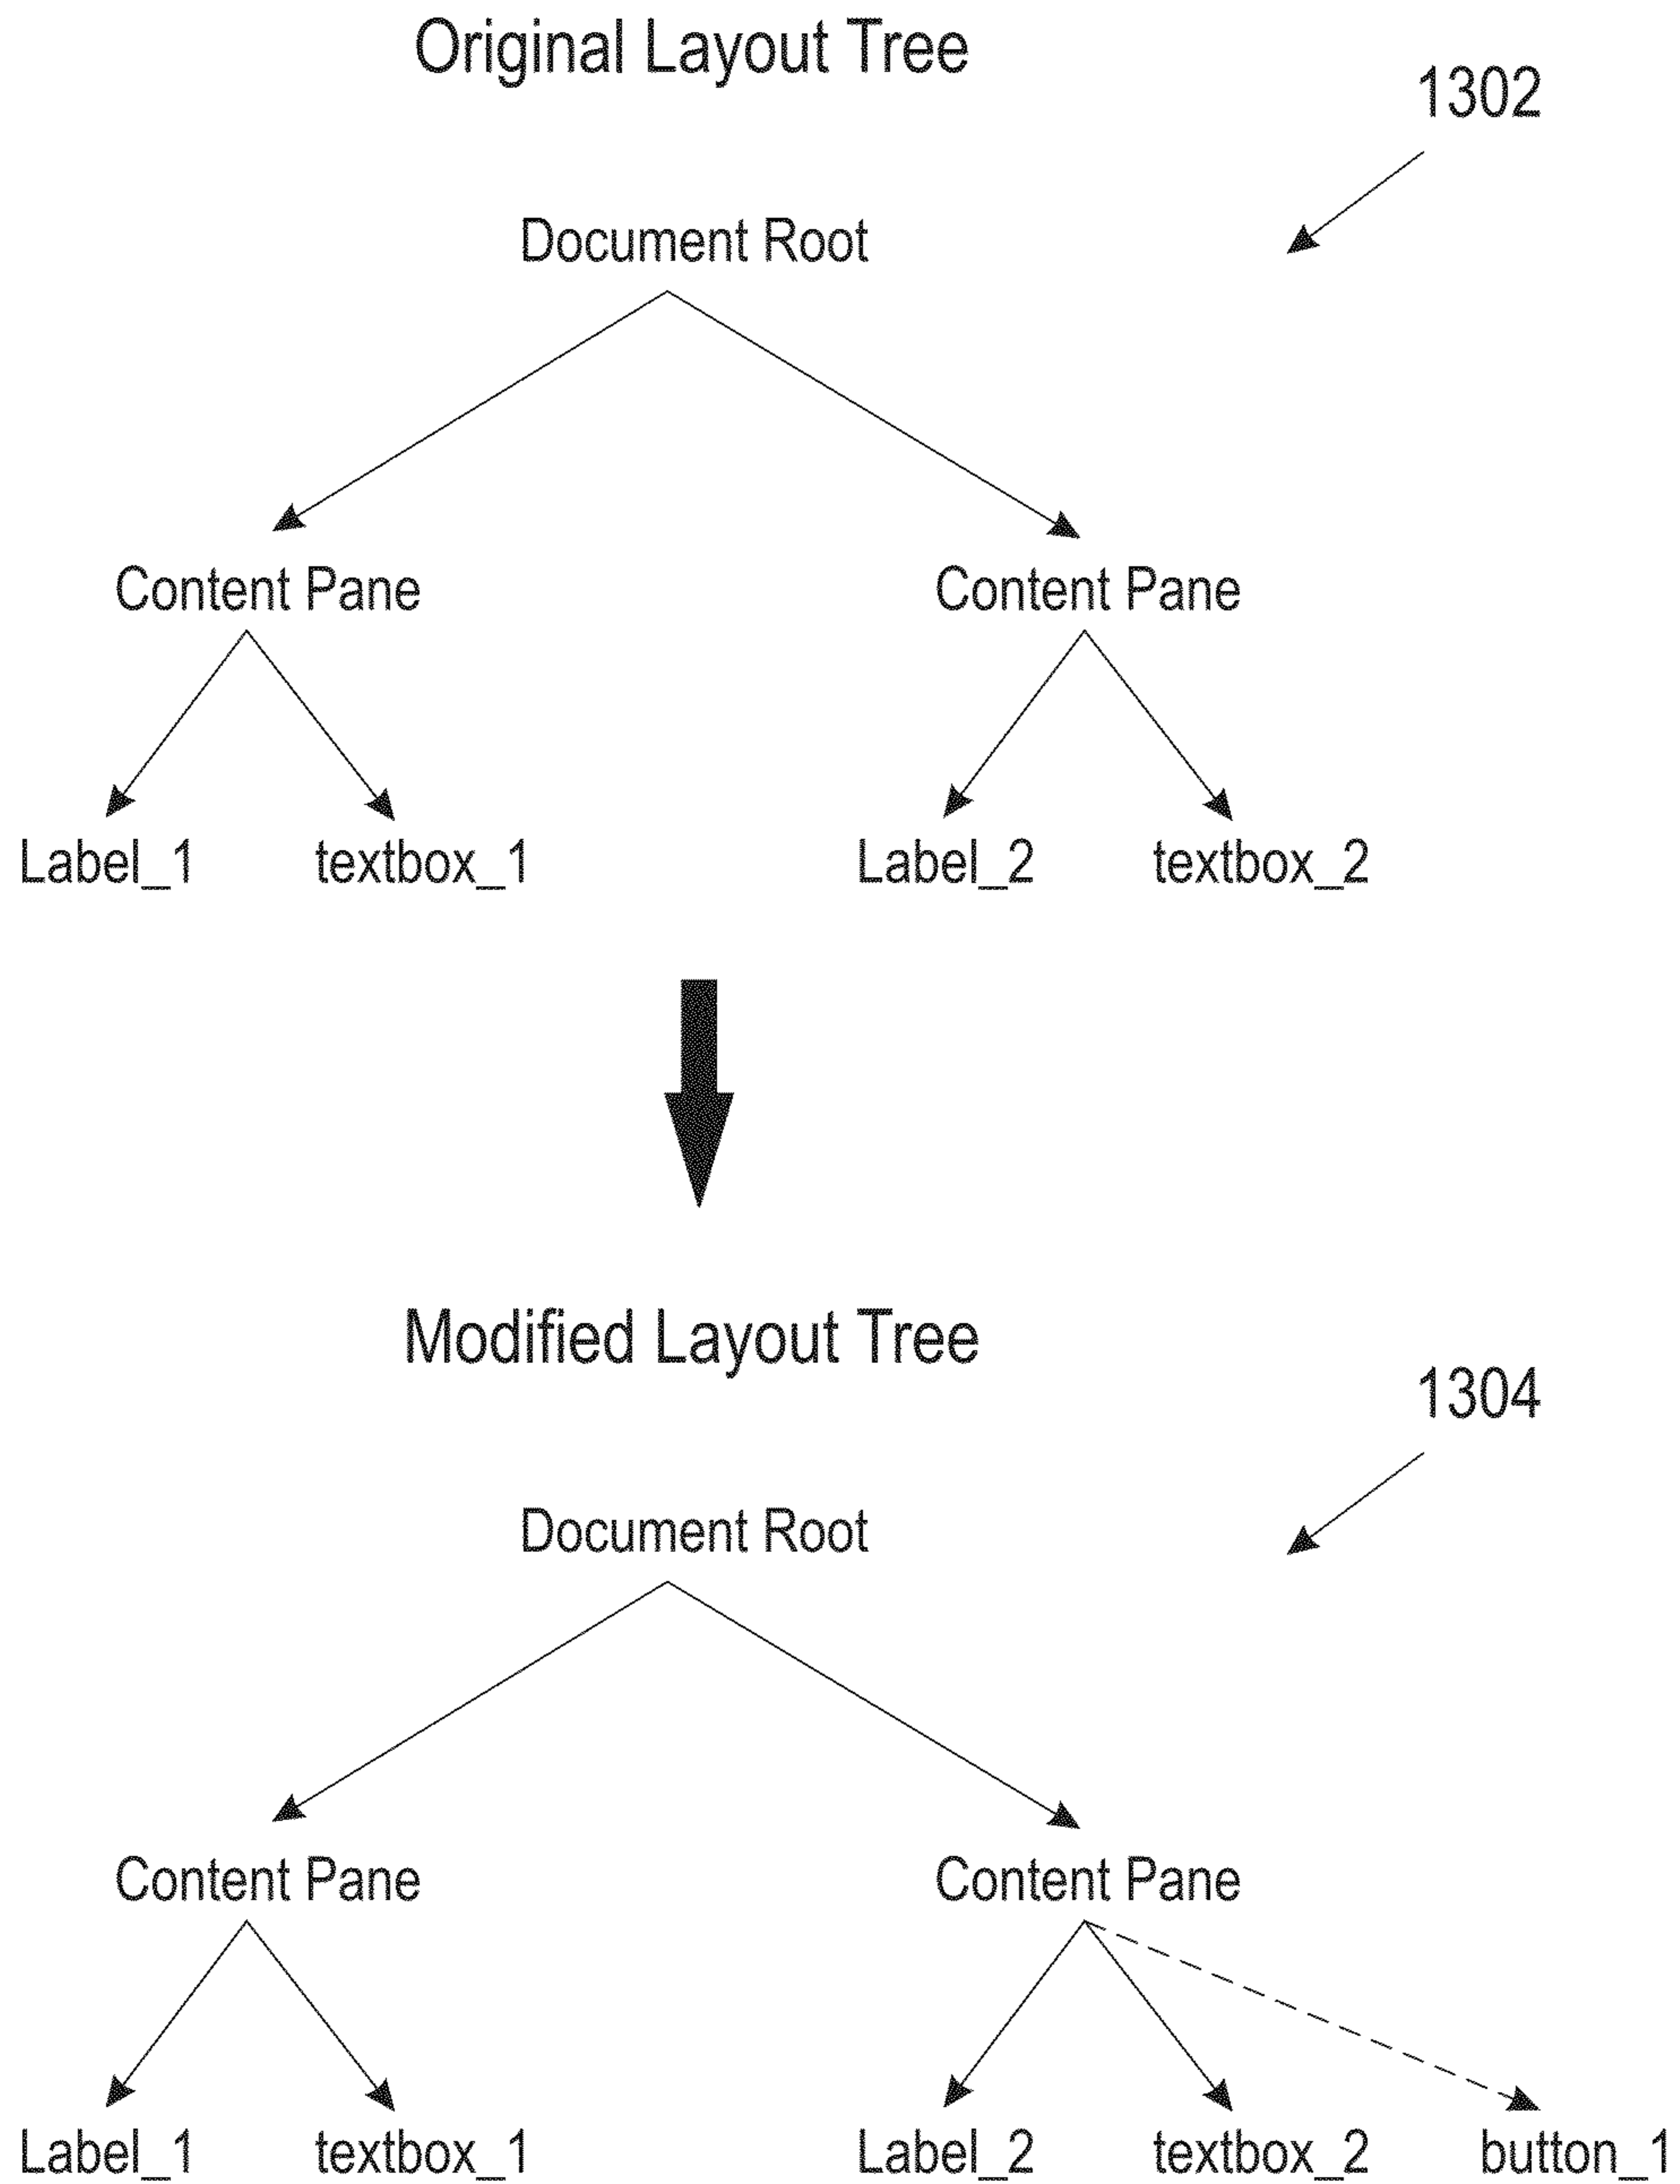 Original Layout Tree
1302
Document Root
Content Pane Content Pane
Label_1 textbox_1 Label_2 textbox_2
Modified Layout Tree
1304
Document Root
Content Pane Content Pane
Label_1 textbox_1 Label_2 textbox_2 button_1